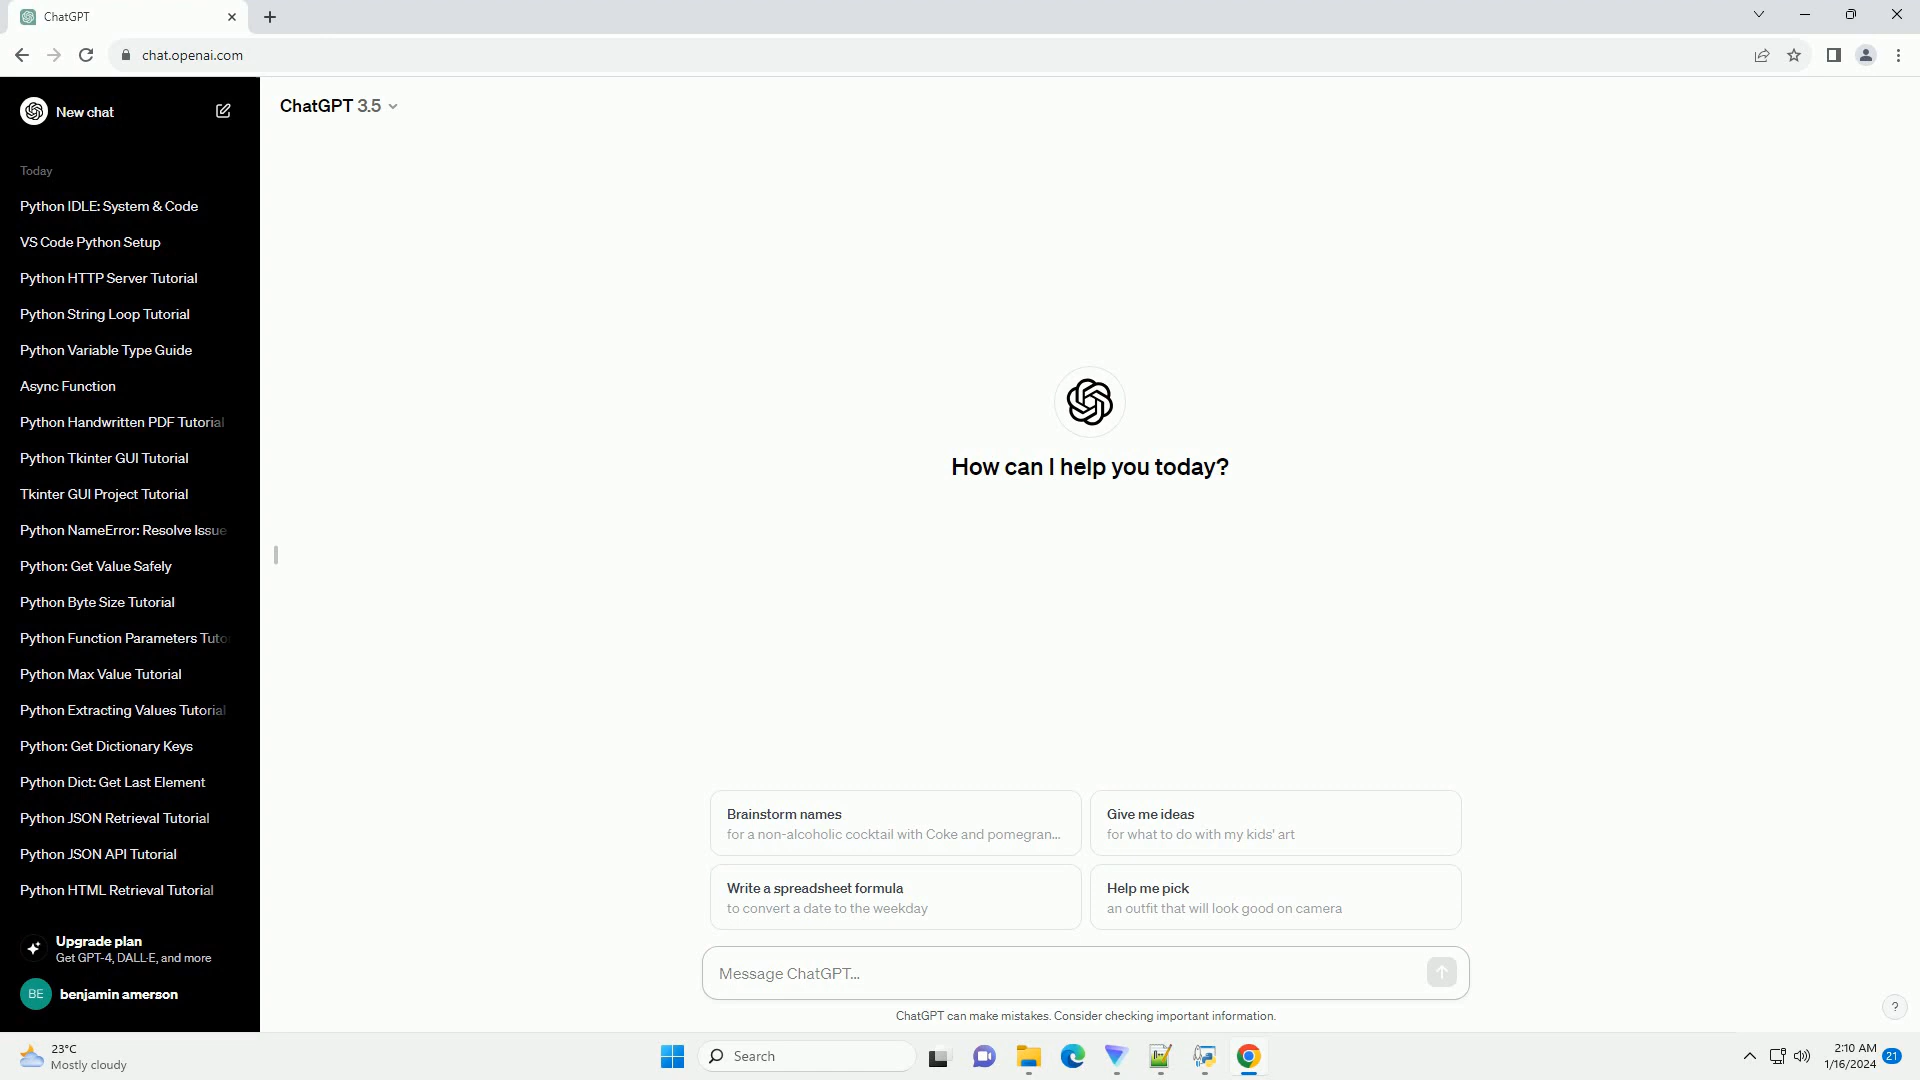 ChatGPT
chat.openai.com
New chat
ChatGPT 3.5
Today
Python IDLE: System & Code
VS Code Python Setup
Python HTTP Server Tutorial
Python String Loop Tutorial
Python Variable Type Guide
Async Function
Python Handwritten PDF Tutorial
Python Tkinter GUI Tutorial
Tkinter GUI Project Tutorial
Python NameError: Resolve Issue
Python: Get Value Safely
Python Byte Size Tutorial
Python Function Parameters Tuto
Python Max Value Tutorial
Python Extracting Values Tutorial
Python: Get Dictionary Keys
Python Dict: Get Last Element
Python JSON Retrieval Tutorial
Python JSON API Tutorial
Python HTML Retrieval Tutorial
Upgrade plan
Get GPT-4, DALL·E, and more
BE
benjamin amerson
How can I help you today?
Brainstorm names
for a non-alcoholic cocktail with Coke and pomegran...
Give me ideas
for what to do with my kids' art
Write a spreadsheet formula
to convert a date to the weekday
Help me pick
an outfit that will look good on camera
Message ChatGPT...
ChatGPT can make mistakes. Consider checking important information.
?
23°C
Mostly cloudy
Search
2:10 AM
1/16/2024
21